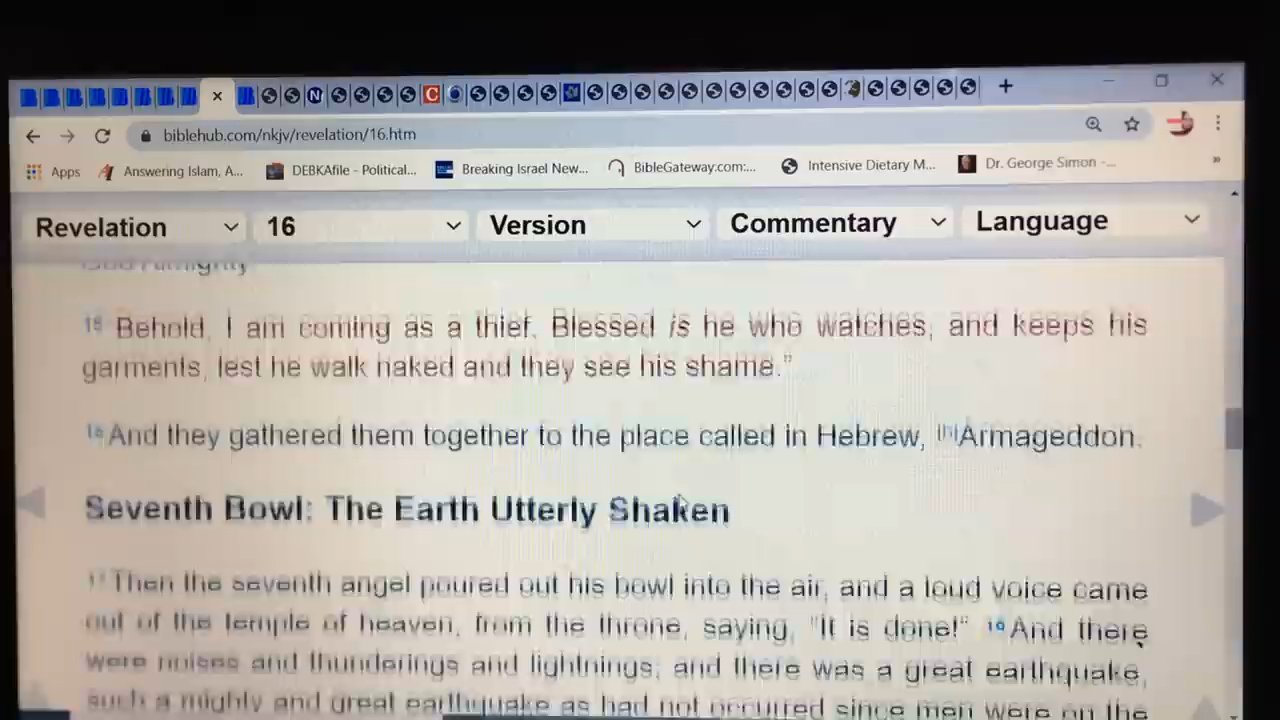 biblehub.com/nkjv/revelation/16.htm
Apps Answering Islam, A... DEBKAfile - Political... Breaking Israel New... BibleGateway.com:... Intensive Dietary M... Dr. George Simon -...
Revelation 16 Version Commentary Language
God Almighty
15 Behold, I am coming as a thief. Blessed is he who watches, and keeps his
garments, lest he walk naked and they see his shame.”
16 And they gathered them together to the place called in Hebrew, Armageddon.
Seventh Bowl: The Earth Utterly Shaken
17 Then the seventh angel poured out his bowl into the air, and a loud voice came
out of the temple of heaven, from the throne, saying, “It is done!” 18 And there
were noises and thunderings and lightnings; and there was a great earthquake,
such a mighty and great earthquake as had not occurred since men were on the